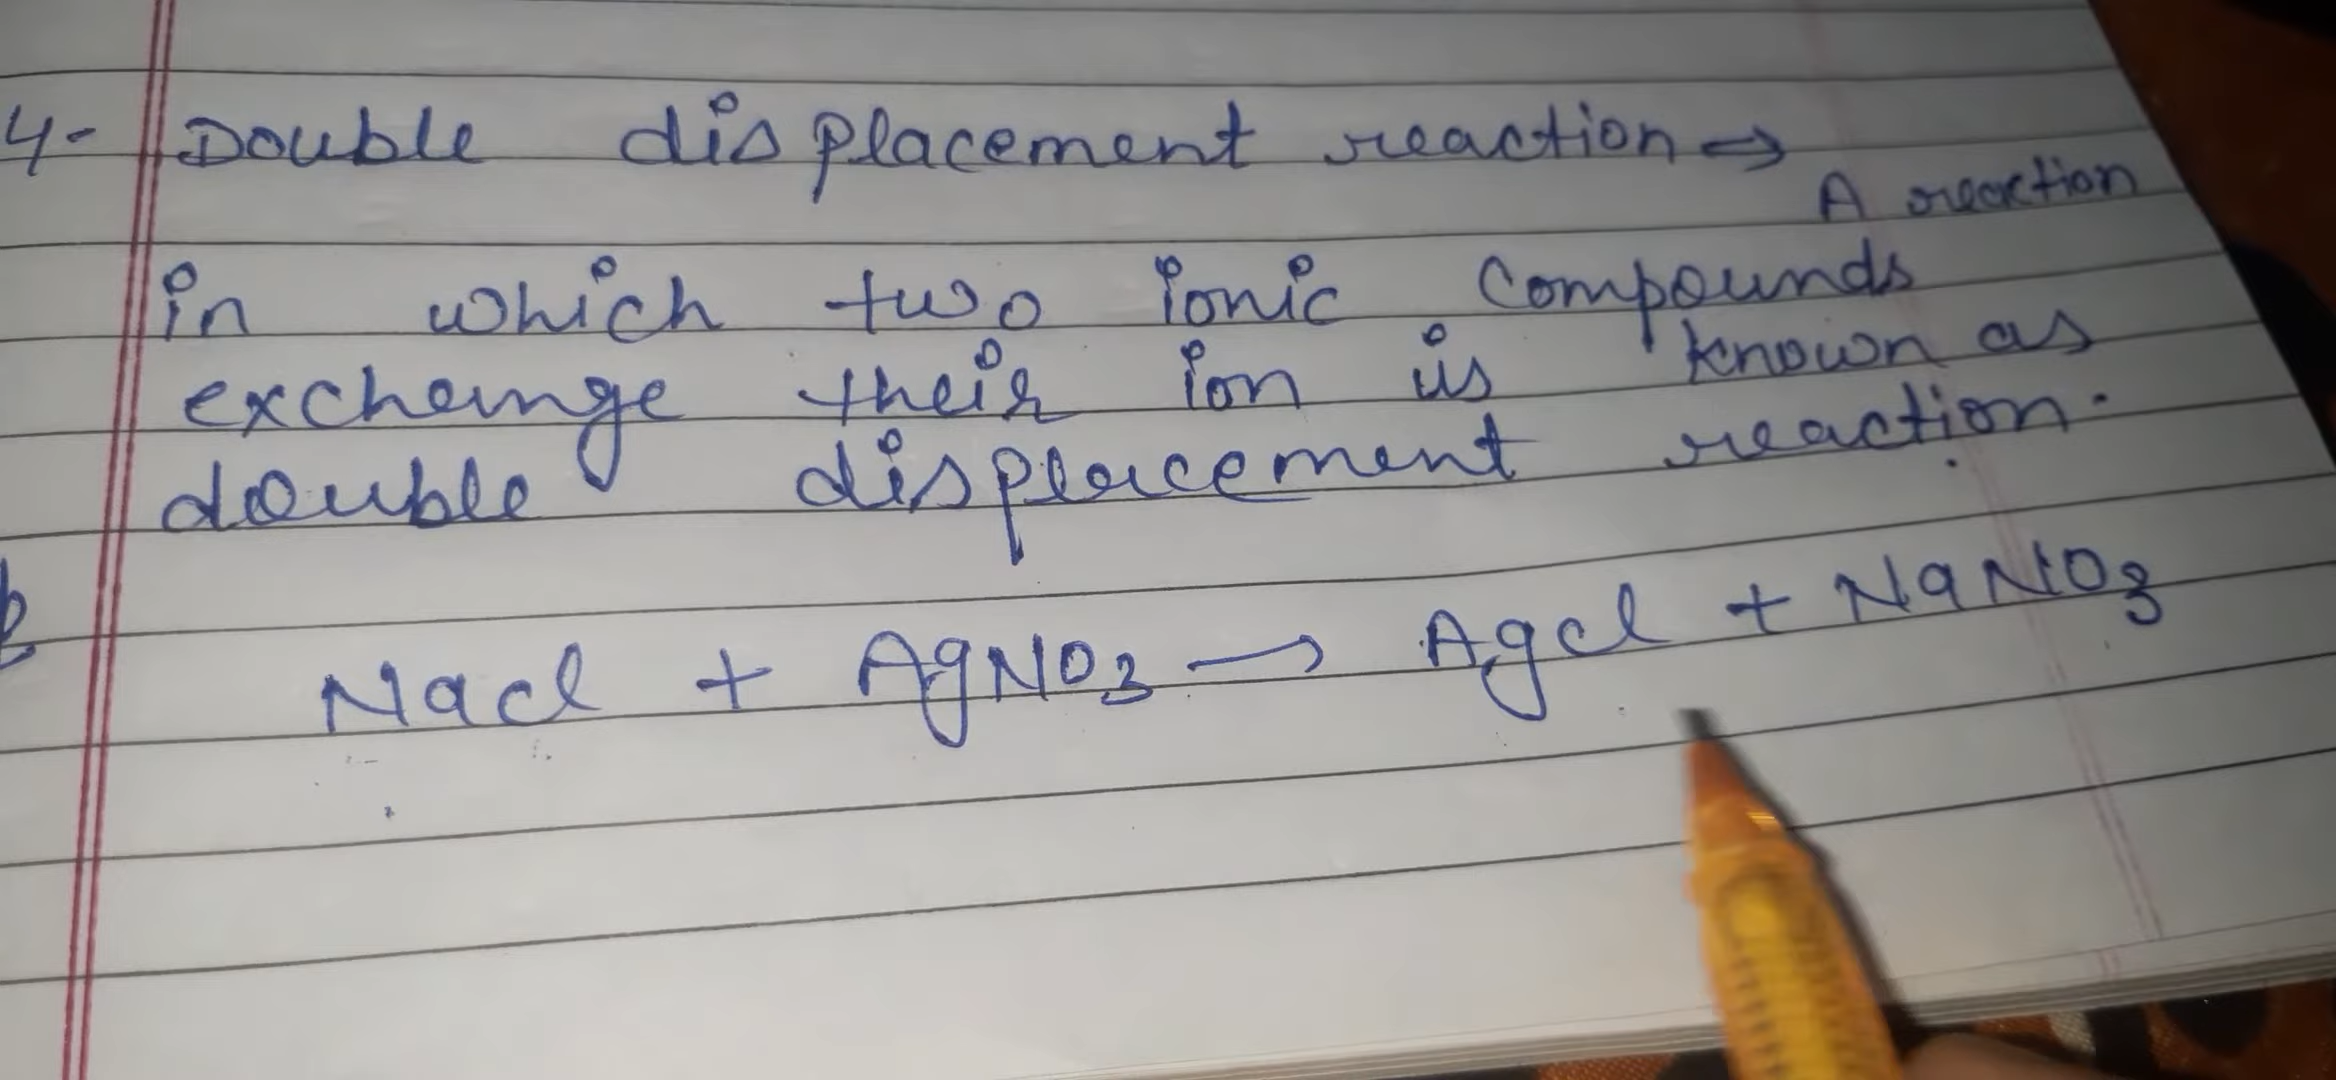 4- Double displacement reaction →
A reaction
in which two ionic compounds
exchange their ion is known as
double displacement reaction.
Nacl + AgNO3 → Agcl + NaNO3